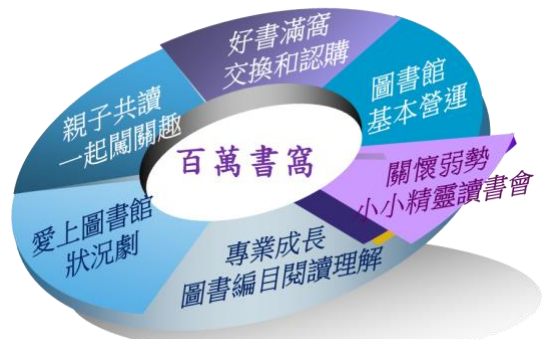 好書滿窩
交換和認購
圖書館
基本營運
關懷弱勢
小小精靈讀書會
專業成長
圖書編目閱讀理解
愛上圖書館
狀況劇
親子共讀
一起闖關趣
百萬書窩